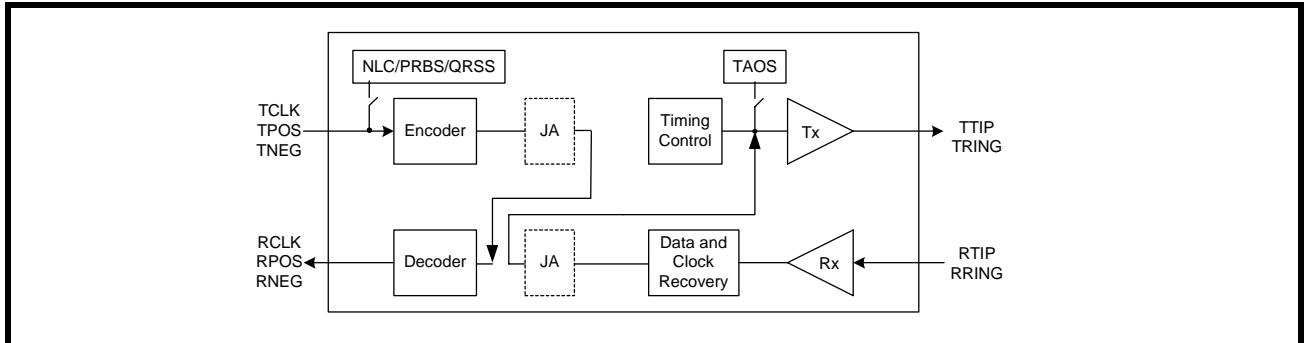 NLC/PRBS/QRSS
TAOS
TCLK
TPOS
TNEG
Encoder
JA
Timing
Control
Tx
TTIP
TRING
RCLK
RPOS
RNEG
Decoder
JA
Data and
Clock
Recovery
Rx
RTIP
RRING